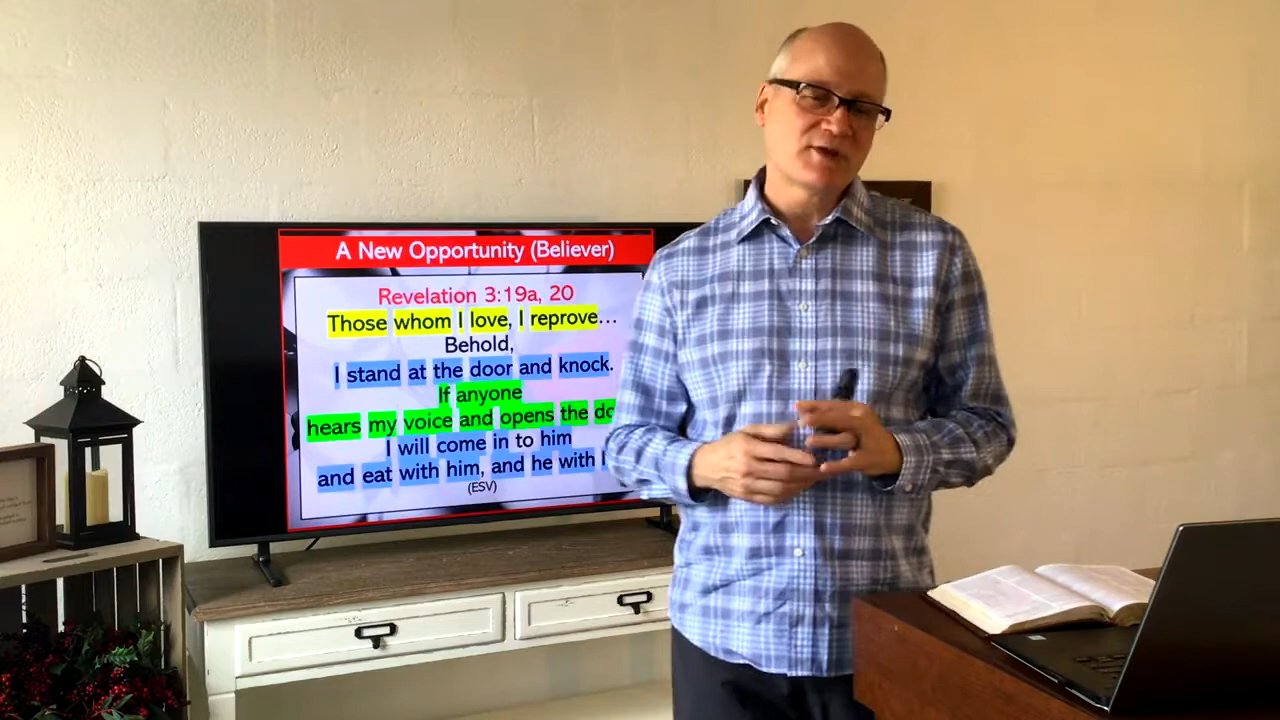 A New Opportunity (Believer)
Revelation 3:19a, 20
Those whom I love, I reprove...
Behold,
I stand at the door and knock.
If anyone
hears my voice and opens the
I will come in to him
and eat with him, and he with
(ESV)